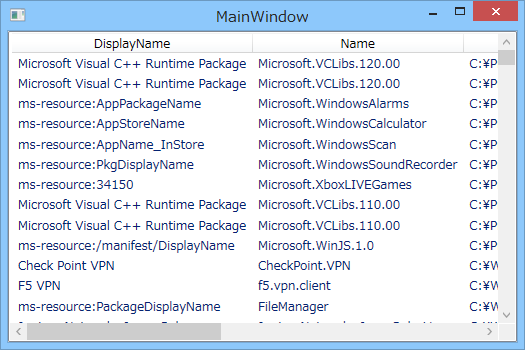 MainWindow
DisplayName Name
Microsoft Visual C++ Runtime Package Microsoft.VCLibs.120.00 C:¥P
Microsoft Visual C++ Runtime Package Microsoft.VCLibs.120.00 C:¥P
ms-resource:AppPackageName Microsoft.WindowsAlarms C:¥P
ms-resource:AppStoreName Microsoft.WindowsCalculator C:¥P
ms-resource:AppName_InStore Microsoft.WindowsScan C:¥P
ms-resource:PkgDisplayName Microsoft.WindowsSoundRecorder C:¥P
ms-resource:34150 Microsoft.XboxLIVEGames C:¥P
Microsoft Visual C++ Runtime Package Microsoft.VCLibs.110.00 C:¥P
Microsoft Visual C++ Runtime Package Microsoft.VCLibs.110.00 C:¥P
ms-resource:/manifest/DisplayName Microsoft.WinJS.1.0 C:¥P
Check Point VPN CheckPoint.VPN C:¥W
F5 VPN f5.vpn.client C:¥W
ms-resource:PackageDisplayName FileManager C:¥W